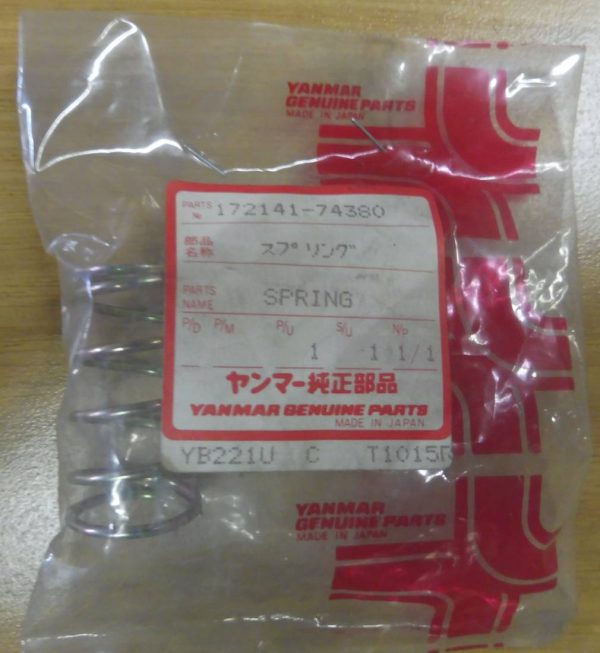 YANMAR
GENUINE PARTS
MADE IN JAPAN
PARTS № 172141-74380
部品名称 スプリング
PARTS NAME SPRING
P/D P/M P/U S/U N/P
1 1 1/1
ヤンマー純正部品
YANMAR GENUINE PARTS
MADE IN JAPAN
YB221U C T1015
YANMAR
GENUINE PARTS
MADE IN JAPAN